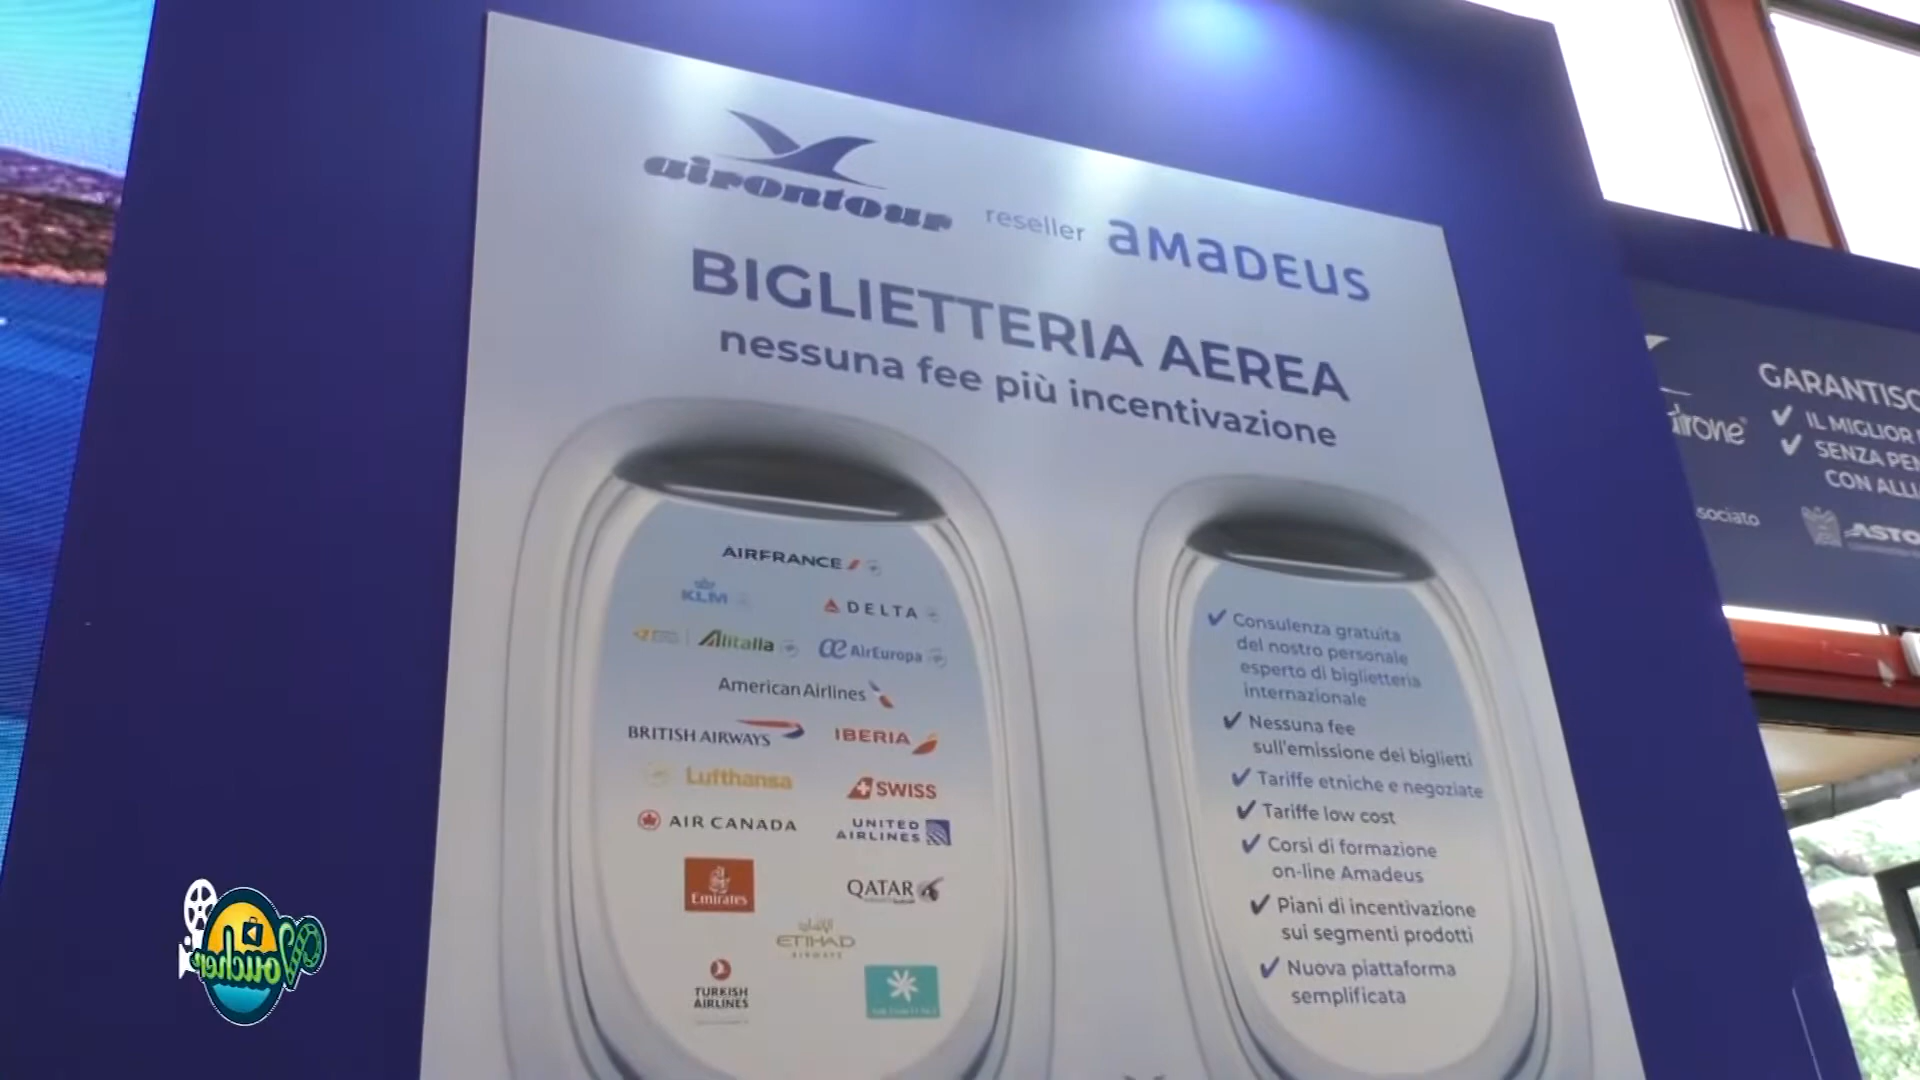 airontour
reseller
amadeus
BIGLIETTERIA AEREA
nessuna fee più incentivazione
AIRFRANCE
KLM
DELTA
Alitalia
AirEuropa
American Airlines
BRITISH AIRWAYS
IBERIA
Lufthansa
SWISS
AIR CANADA
UNITED
AIRLINES
Emirates
QATAR
ETIHAD
AIRWAYS
TURKISH
AIRLINES
✔ Consulenza gratuita
del nostro personale
esperto di biglietteria
internazionale
✔ Nessuna fee
sull'emissione dei biglietti
✔ Tariffe etniche e negoziate
✔ Tariffe low cost
✔ Corsi di formazione
on-line Amadeus
✔ Piani di incentivazione
sui segmenti prodotti
✔ Nuova piattaforma
semplificata
airone
GARANTISC
✔ IL MIGLIOR
✔ SENZA PEN
CON ALLI
sociato
ASTO
Voucher